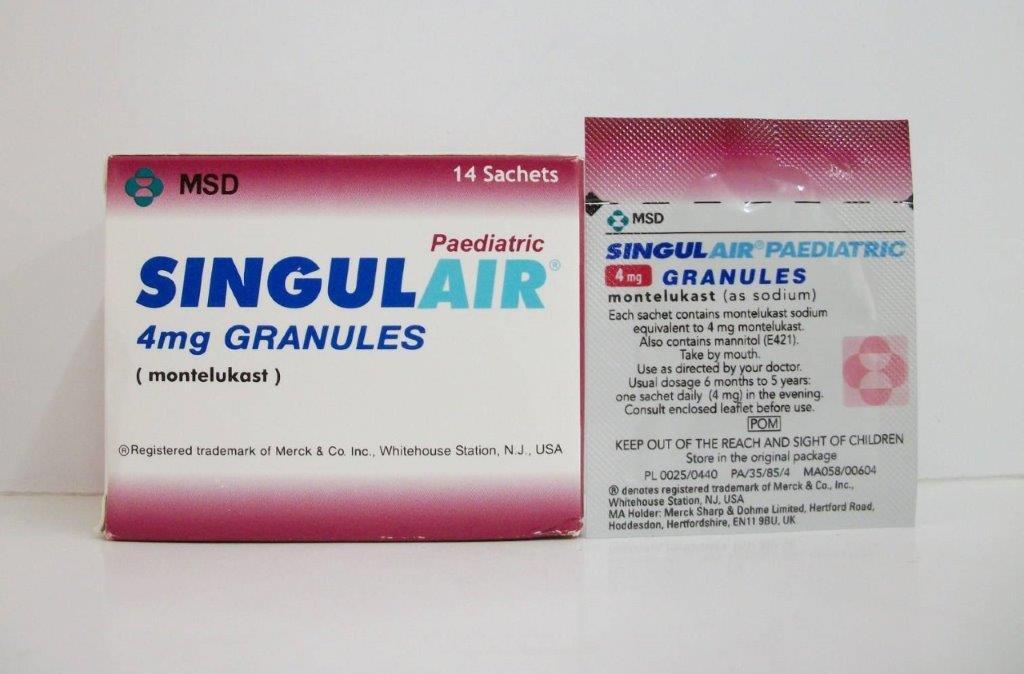 MSD
14 Sachets
Paediatric
SINGULAIR®
4mg GRANULES
( montelukast )
®Registered trademark of Merck & Co. Inc., Whitehouse Station, N.J., USA
MSD
SINGULAIR® PAEDIATRIC
4 mg GRANULES
montelukast (as sodium)
Each sachet contains montelukast sodium
equivalent to 4 mg montelukast.
Also contains mannitol (E421).
Take by mouth.
Use as directed by your doctor.
Usual dosage 6 months to 5 years:
one sachet daily (4 mg) in the evening.
Consult enclosed leaflet before use.
POM
KEEP OUT OF THE REACH AND SIGHT OF CHILDREN
Store in the original package
PL 0025/0440 PA/35/85/4 MA058/00604
® denotes registered trademark of Merck & Co., Inc.,
Whitehouse Station, NJ, USA
MA Holder: Merck Sharp & Dohme Limited, Hertford Road,
Hoddesdon, Hertfordshire, EN11 9BU, UK